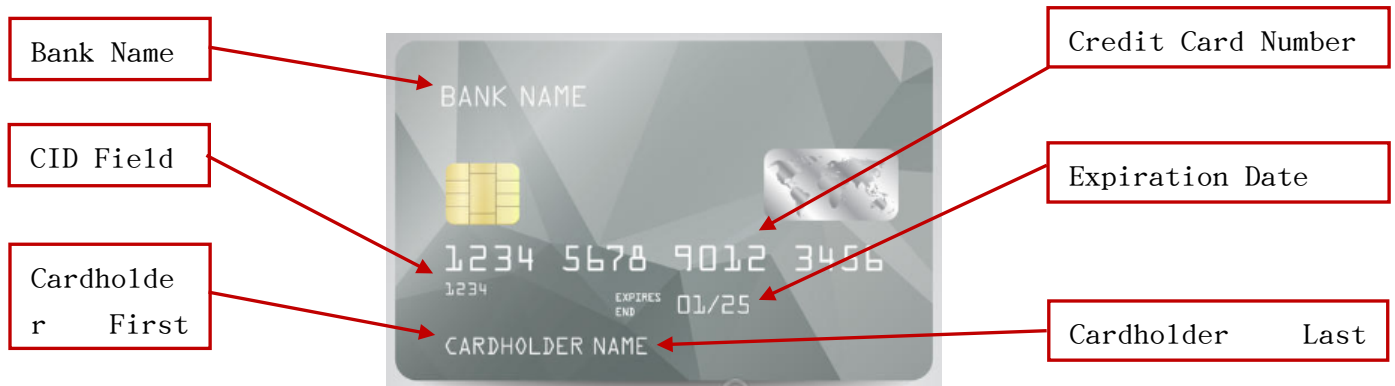 Bank Name
CID Field
Cardholde
r First
BANK NAME
1234 5678 9012 3456
1234
EXPIRES
END
01/25
CARDHOLDER NAME
Credit Card Number
Expiration Date
Cardholder Last